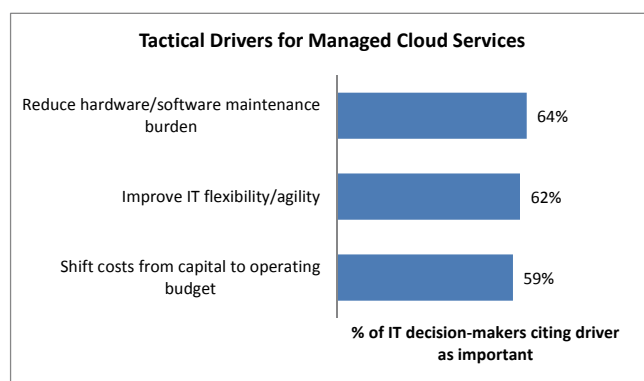 Tactical Drivers for Managed Cloud Services
Reduce hardware/software maintenance
burden
64%
Improve IT flexibility/agility
62%
Shift costs from capital to operating
budget
59%
% of IT decision-makers citing driver
as important